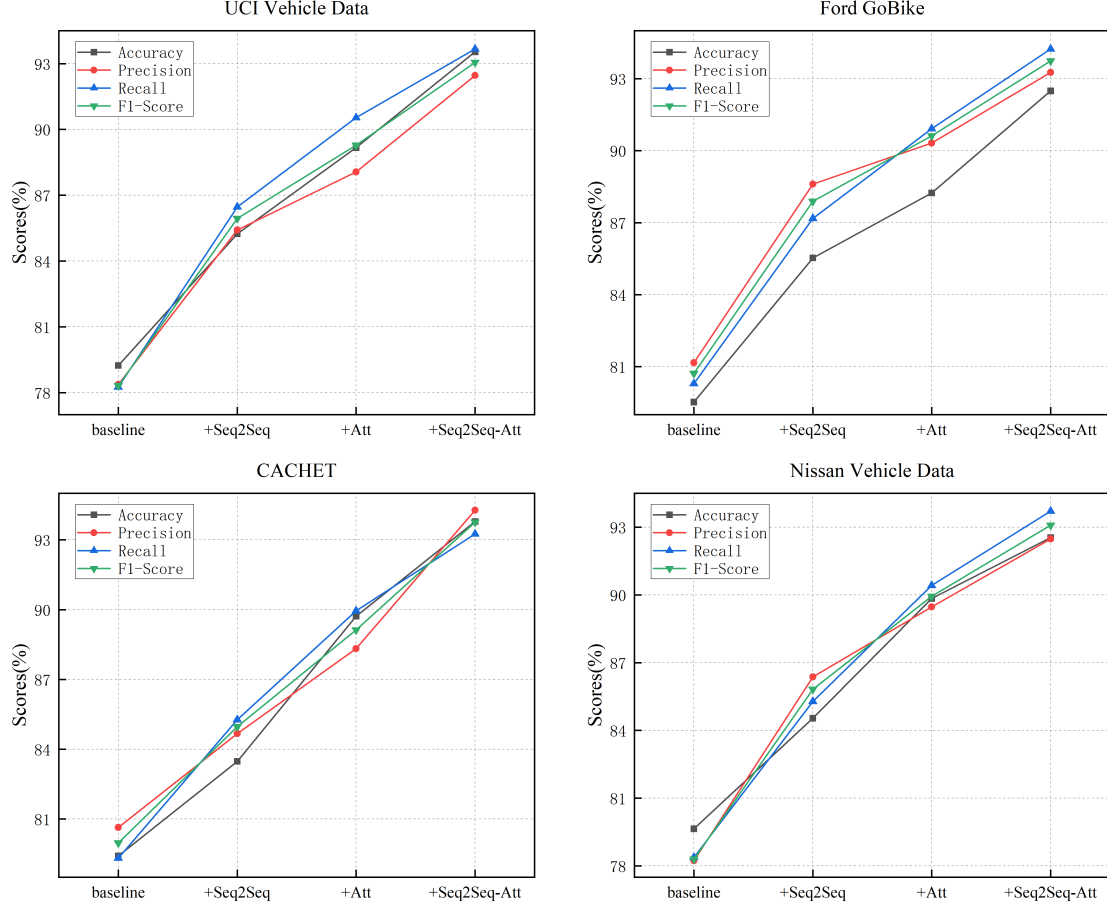 UCI Vehicle Data
Scores(%)
93
90
87
84
81
78
Accuracy
Precision
Recall
F1-Score
baseline
+Seq2Seq
+Att
+Seq2Seq-Att
Ford GoBike
Scores(%)
93
90
87
84
81
Accuracy
Precision
Recall
F1-Score
baseline
+Seq2Seq
+Att
+Seq2Seq-Att
CACHET
Scores(%)
93
90
87
84
81
Accuracy
Precision
Recall
F1-Score
baseline
+Seq2Seq
+Att
+Seq2Seq-Att
Nissan Vehicle Data
Scores(%)
93
90
87
84
81
78
Accuracy
Precision
Recall
F1-Score
baseline
+Seq2Seq
+Att
+Seq2Seq-Att